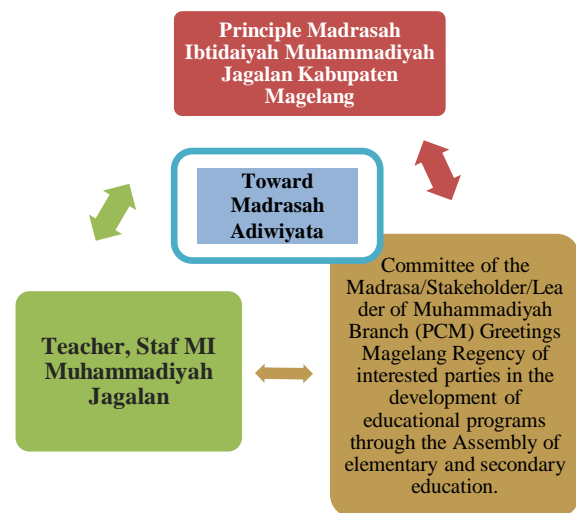 Principle Madrasah
Ibtidaiyah Muhammadiyah
Jagalan Kabupaten
Magelang
Toward
Madrasah
Adiwiyata
Teacher, Staf MI
Muhammadiyah
Jagalan
Committee of the
Madrasa/Stakeholder/Lea
der of Muhammadiyah
Branch (PCM) Greetings
Magelang Regency of
interested parties in the
development of
educational programs
through the Assembly of
elementary and secondary
education.